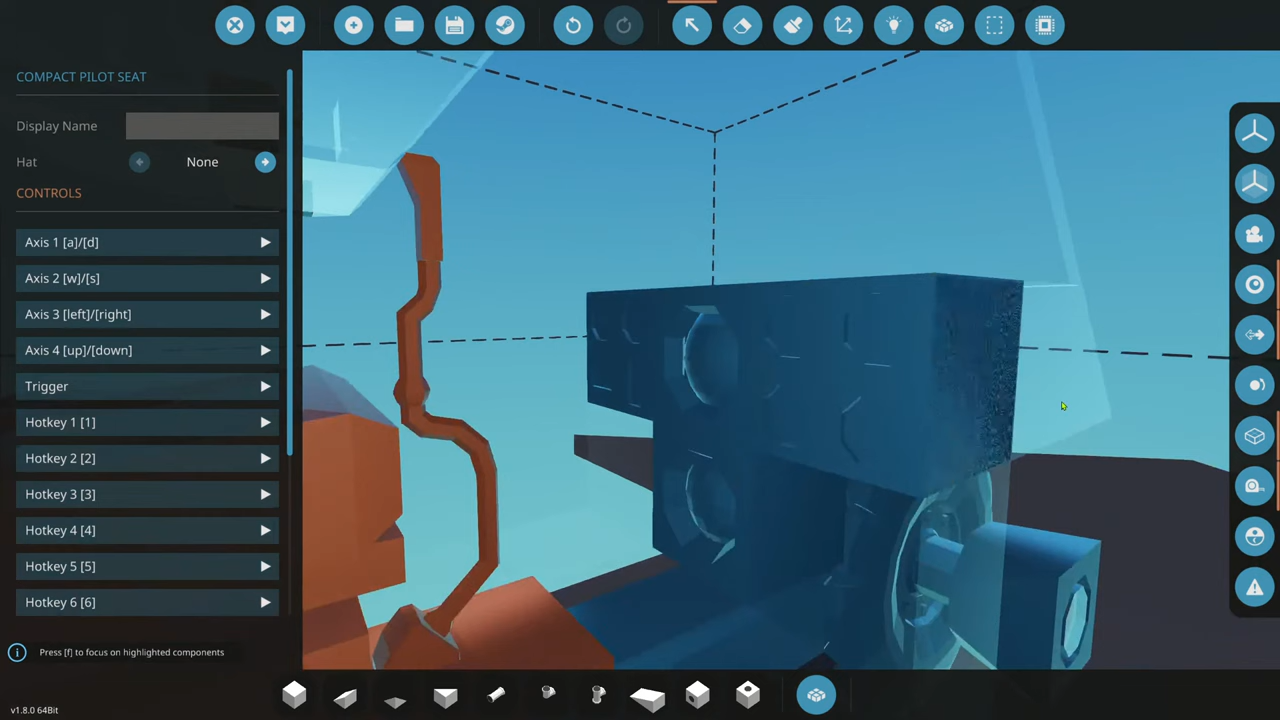 COMPACT PILOT SEAT
Display Name
Hat
None
CONTROLS
Axis 1 [a]/[d]
Axis 2 [w]/[s]
Axis 3 [left]/[right]
Axis 4 [up]/[down]
Trigger
Hotkey 1 [1]
Hotkey 2 [2]
Hotkey 3 [3]
Hotkey 4 [4]
Hotkey 5 [5]
Hotkey 6 [6]
Press [f] to focus on highlighted components
v1.8.0 64Bit